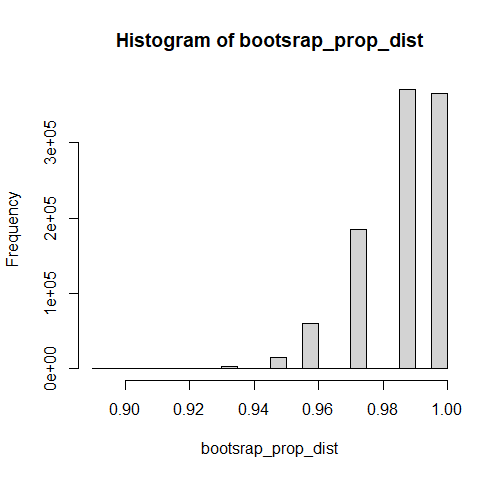 Histogram of bootsrap_prop_dist
Frequency
3e+05
2e+05
1e+05
0e+00
0.90 0.92 0.94 0.96 0.98 1.00
bootsrap_prop_dist